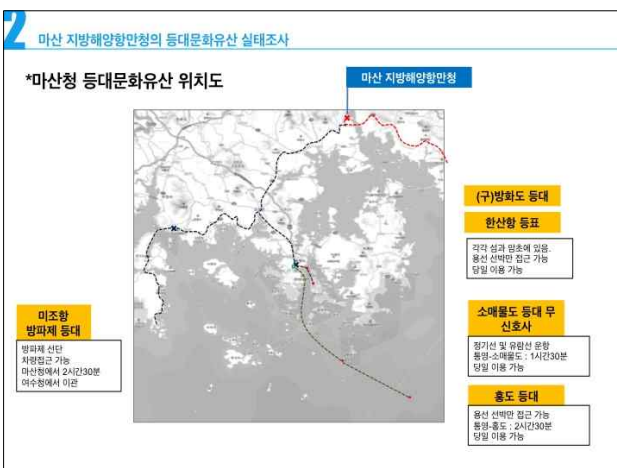 2
마산 지방해양항만청의 등대문화유산 실태조사
*마산청 등대문화유산 위치도
마산 지방해양항만청
(구)방화도 등대
한산항 등표
각각 섬과 암초에 있음.
용선 선박만 접근 가능
당일 이용 가능
미조항
방파제 등대
방파제 선단
차량접근 가능
마산청에서 2시간30분
여수청에서 이관
소매물도 등대 무
신호사
정기선 및 유람선 운항
통영-소매물도 : 1시간30분
당일 이용 가능
홍도 등대
용선 선박만 접근 가능
통영-홍도 : 2시간30분
당일 이용 가능